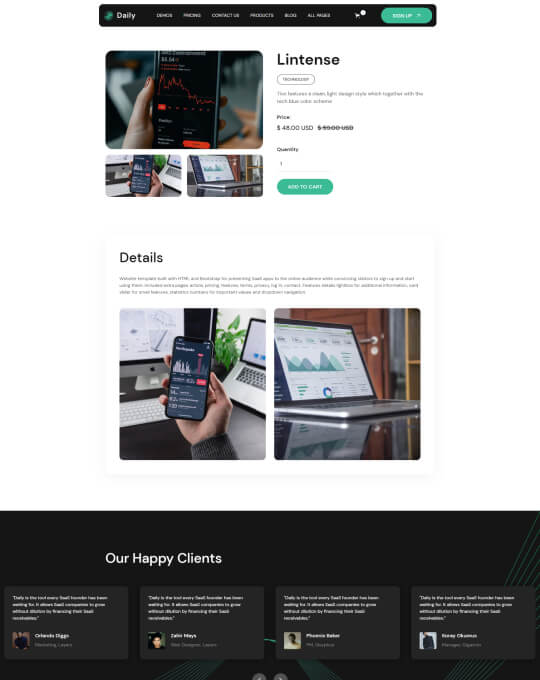 Daily
DEMOS PRICING CONTACT US PRODUCTS BLOG ALL PAGES
SIGN UP
Lintense
TECHNOLOGY
Tion features a clean, light design style which together with the
tech blue color scheme
Price
$ 48.00 USD $ 59.00 USD
Quantity
1
ADD TO CART
Details
Website template built with HTML and Bootstrap for presenting SaaS apps to the online audience while convincing visitors to sign up and start
using them. Included extra pages: article, pricing, features, terms, privacy, log in, contact. Features details lightbox for additional information, card
slider for small features, statistics numbers for important values and dropdown navigation
Our Happy Clients
"Daily is the tool every SaaS founder has been
waiting for. It allows SaaS companies to grow
without dilution by financing their SaaS
receivables."
Orlando Diggs
Marketing, Layers
"Daily is the tool every SaaS founder has been
waiting for. It allows SaaS companies to grow
without dilution by financing their SaaS
receivables."
Zahir Mays
Web Designer, Layers
"Daily is the tool every SaaS founder has been
waiting for. It allows SaaS companies to grow
without dilution by financing their SaaS
receivables."
Phoenix Baker
PM, Sisyphus
"Daily is the tool every SaaS founder has been
waiting for. It allows SaaS companies to grow
without dilution by financing their SaaS
receivables."
Koray Okumus
Manager, Gigamon